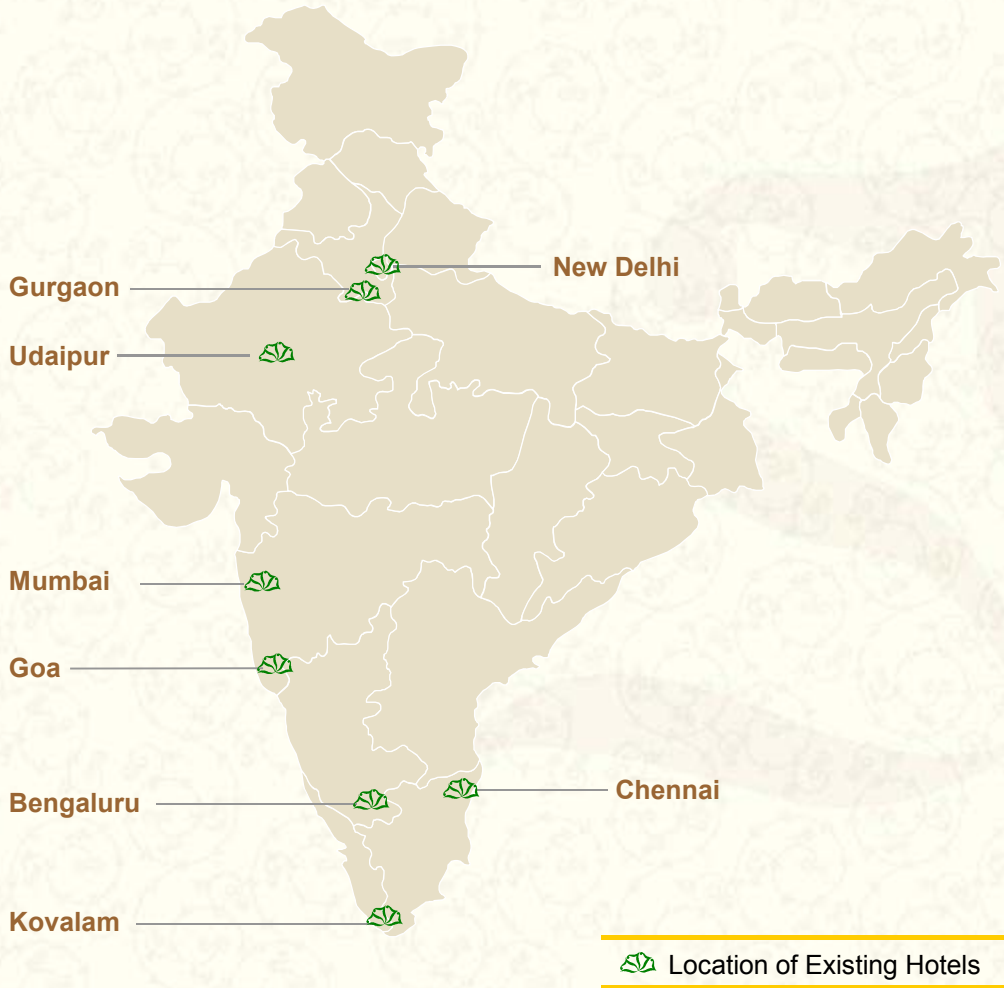 New Delhi
Gurgaon
Udaipur
Mumbai
Goa
Bengaluru
Chennai
Kovalam
Location of Existing Hotels